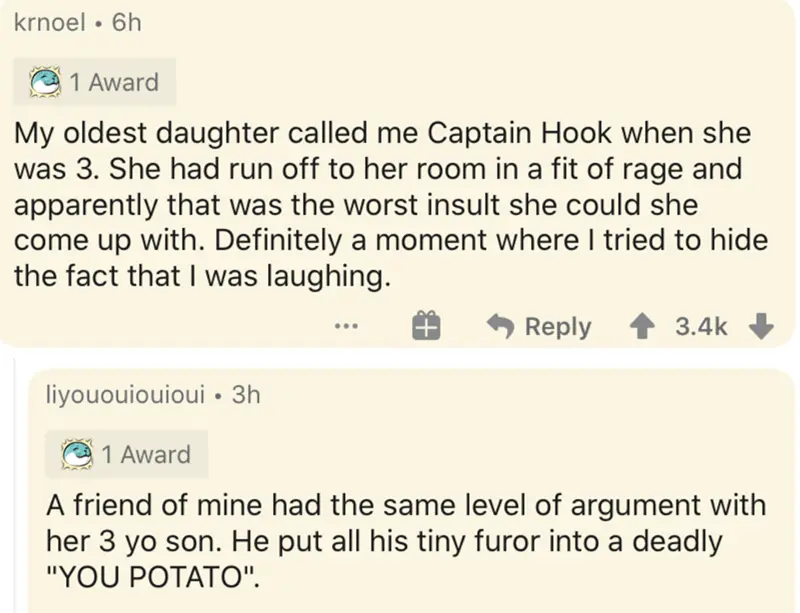 krnoel • 6h
1 Award
My oldest daughter called me Captain Hook when she
was 3. She had run off to her room in a fit of rage and
apparently that was the worst insult she could she
come up with. Definitely a moment where I tried to hide
the fact that I was laughing.
... Reply 3.4k
liyououiouioui • 3h
1 Award
A friend of mine had the same level of argument with
her 3 yo son. He put all his tiny furor into a deadly
"YOU POTATO".